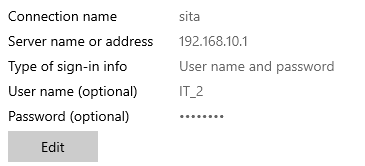 Connection name sita
Server name or address 192.168.10.1
Type of sign-in info User name and password
User name (optional) IT_2
Password (optional) ••••••••
Edit